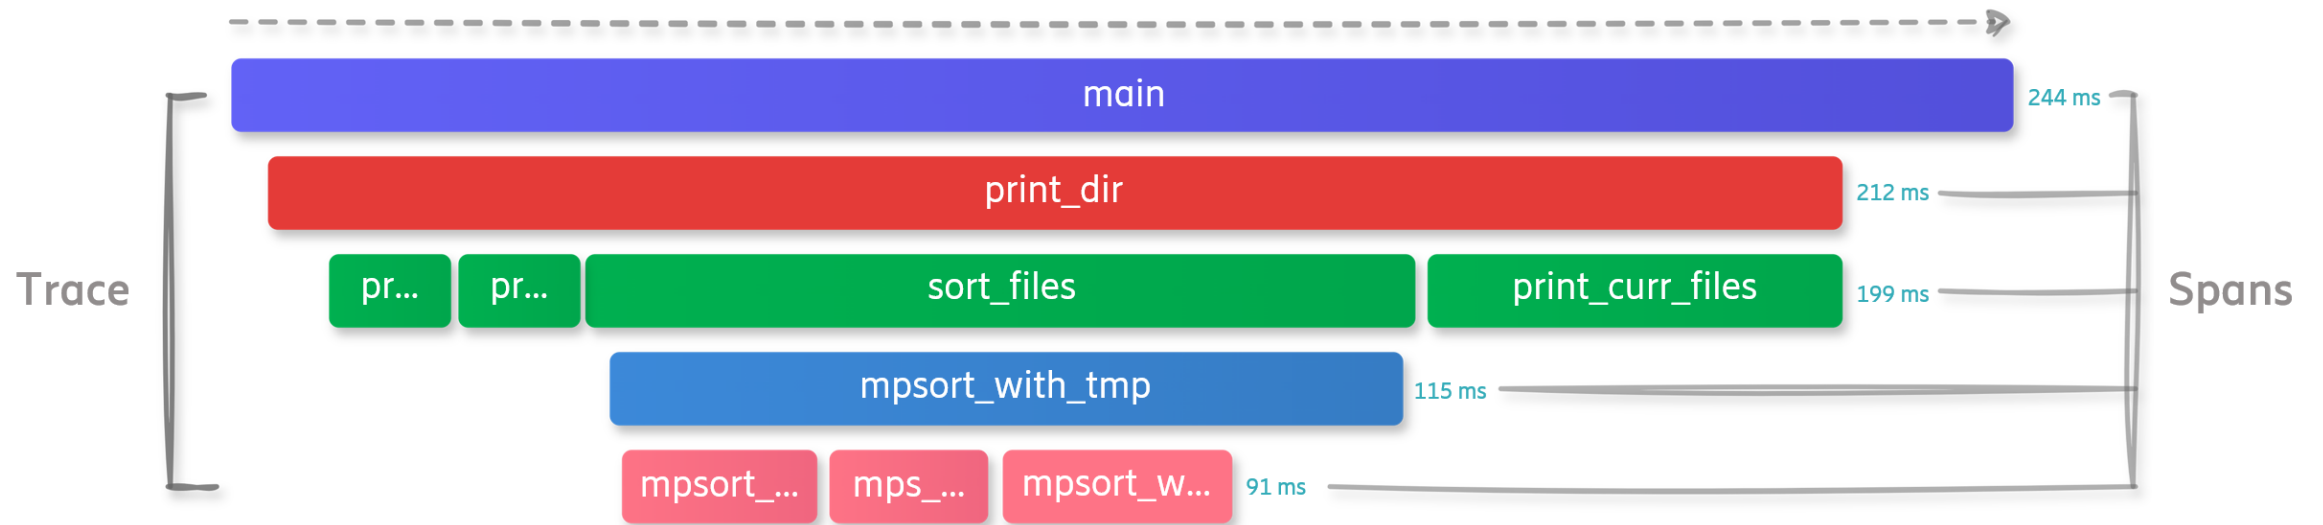 main
244 ms
print_dir
212 ms
pr...
pr...
sort_files
print_curr_files
199 ms
Trace
Spans
mpsort_with_tmp
115 ms
mpsort_...
mps_...
mpsort_w...
91 ms